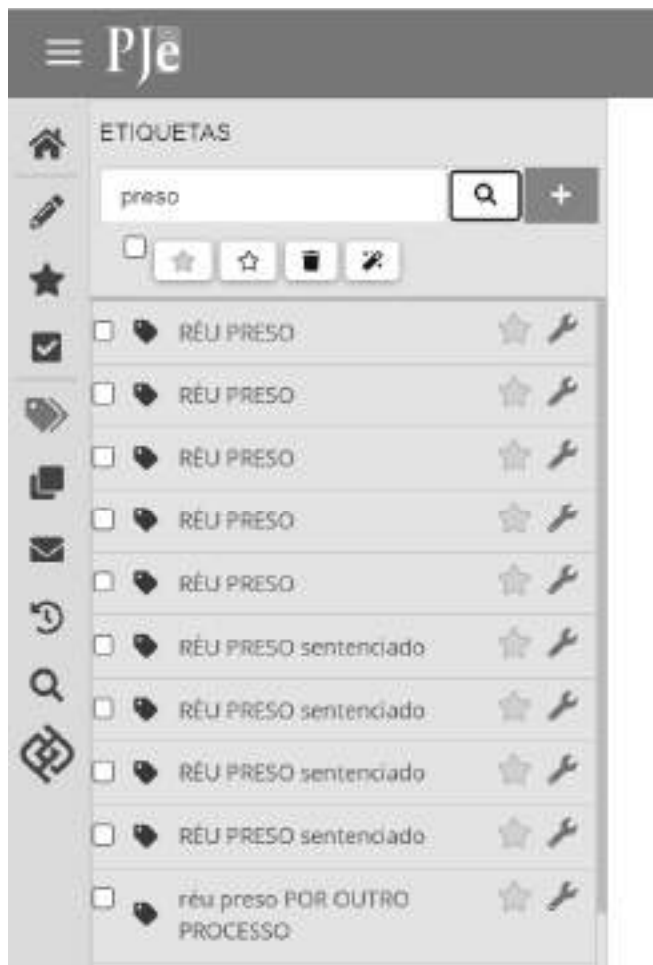 PJe
ETIQUETAS
preso
RÉU PRESO
RÉU PRESO
RÉU PRESO
RÉU PRESO
RÉU PRESO
RÉU PRESO sentenciado
RÉU PRESO sentenciado
RÉU PRESO sentenciado
RÉU PRESO sentenciado
réu preso POR OUTRO
PROCESSO